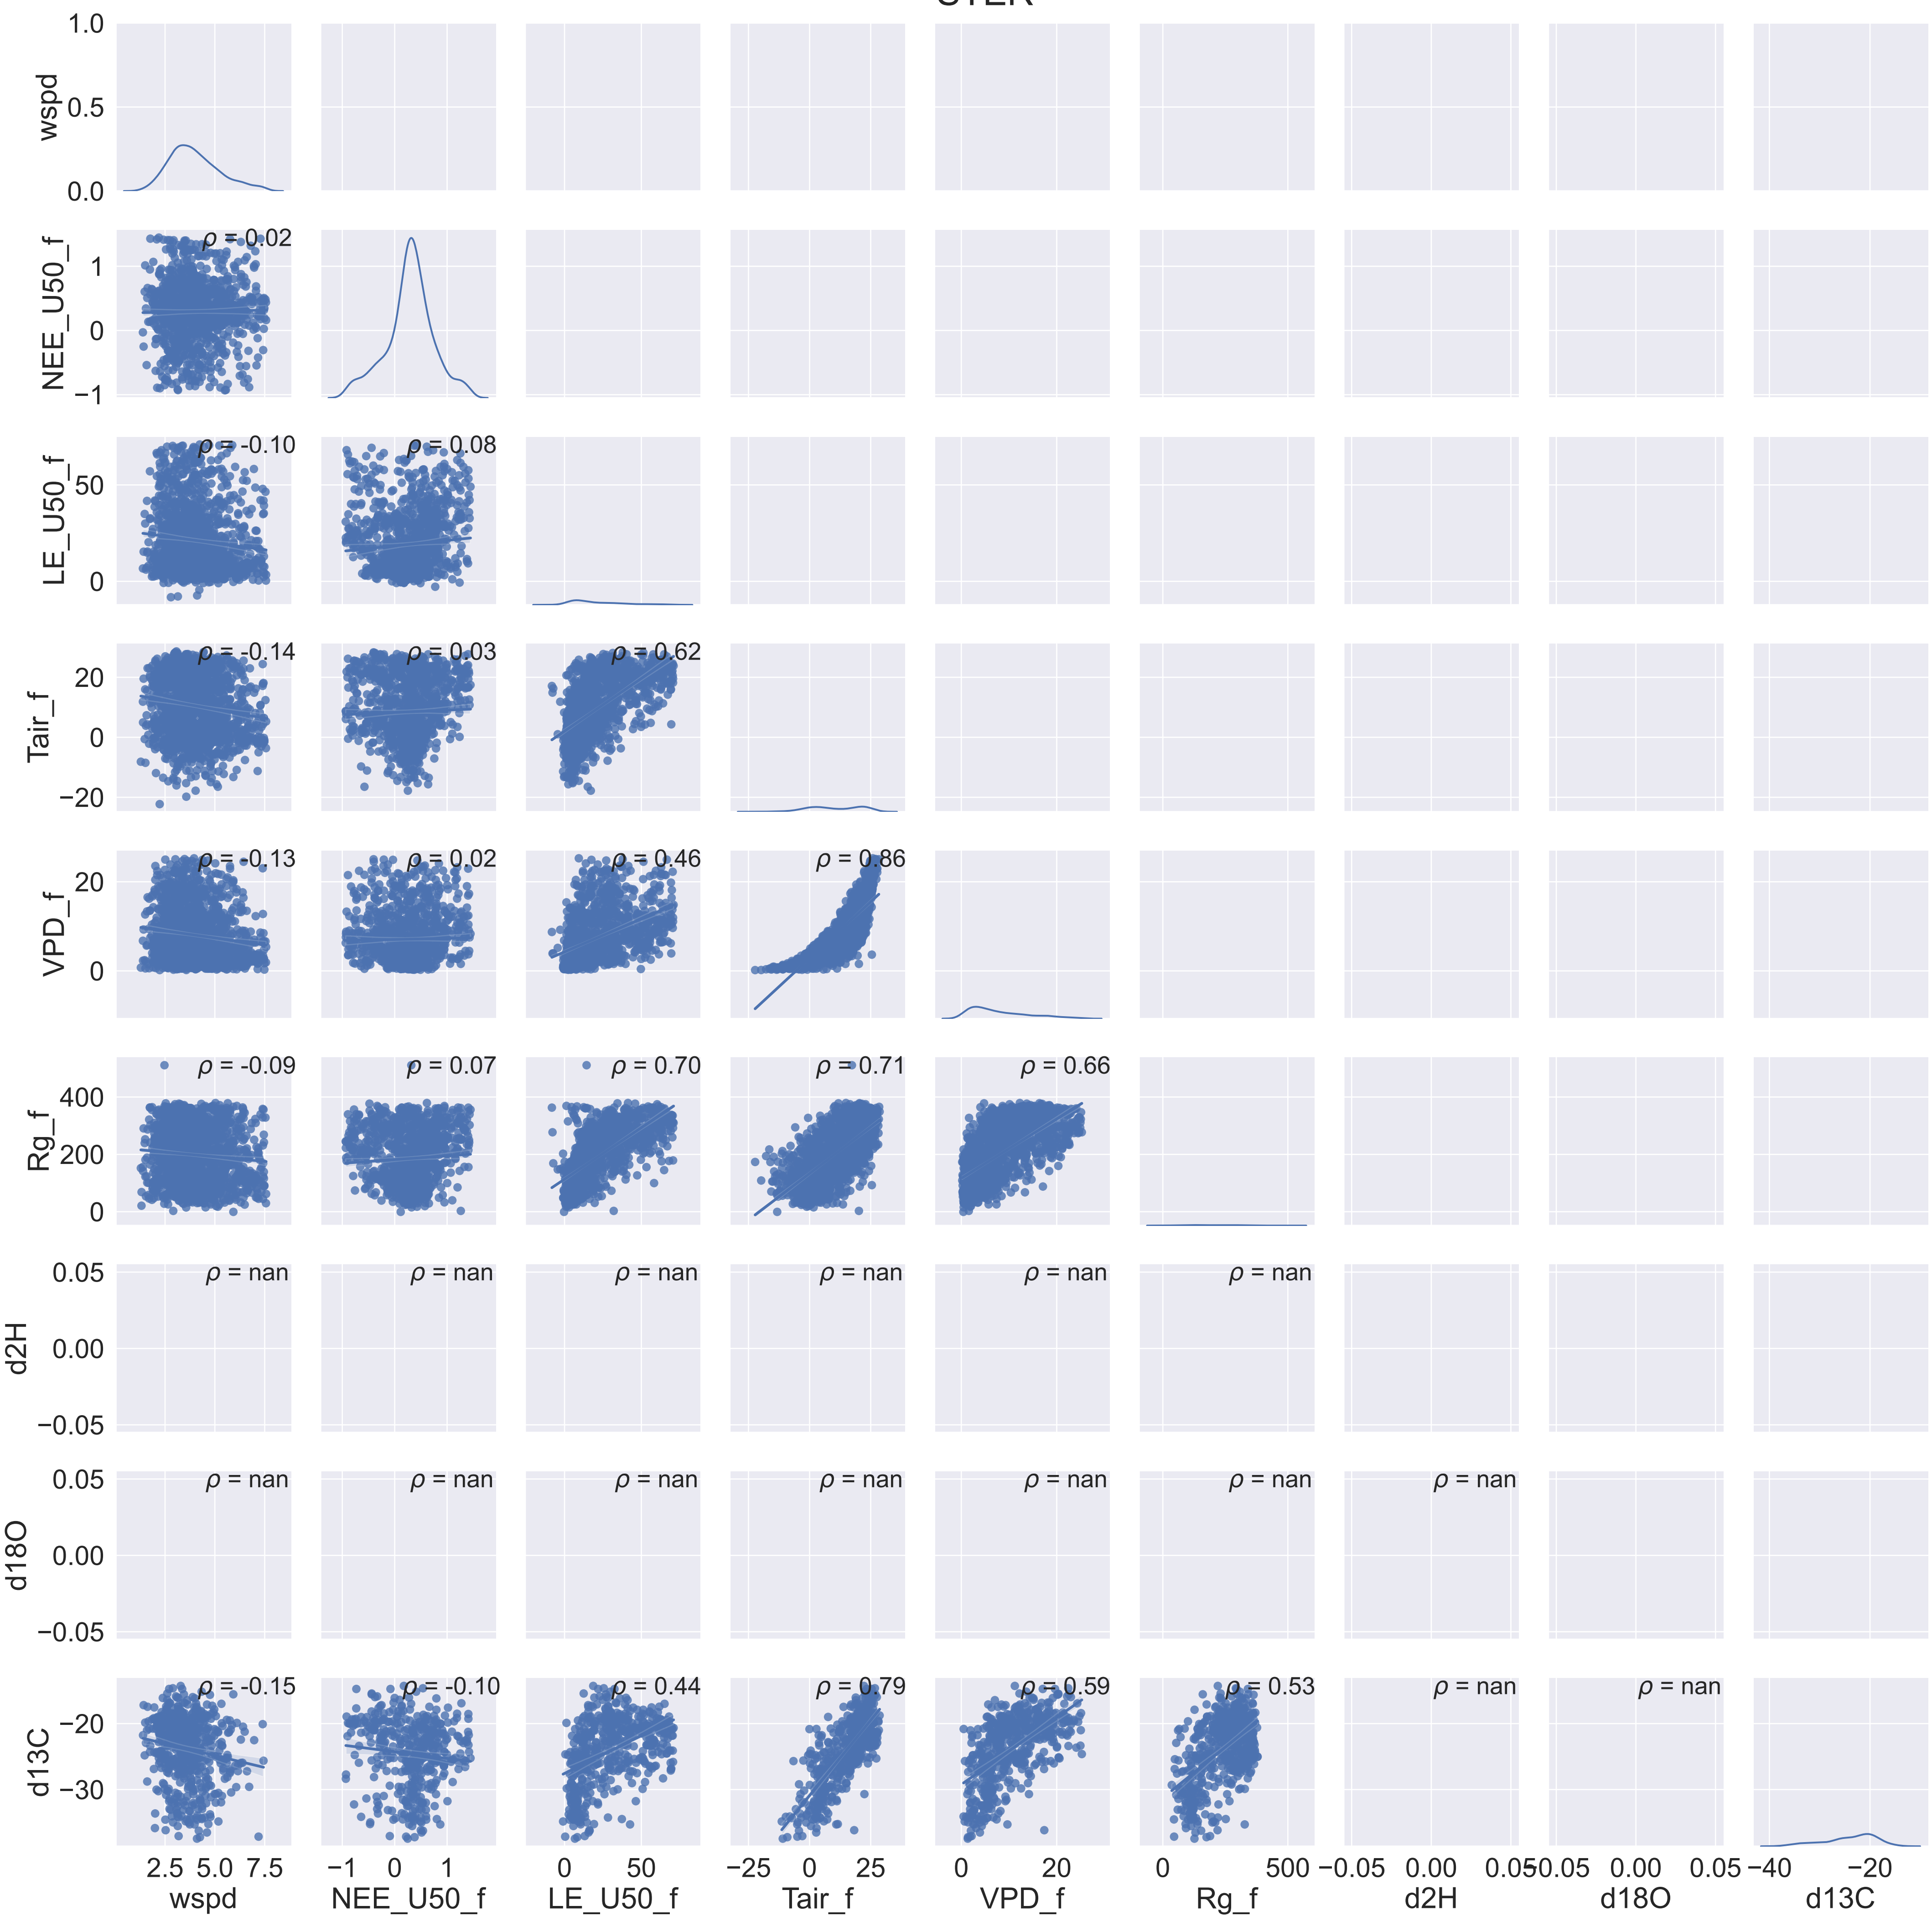 1.0
0.5
0.0
wspd
ρ = 0.02
1
0
−1
NEE_U50_f
ρ = -0.10 ρ = 0.08
50
0
LE_U50_f
ρ = -0.14 ρ = 0.03 ρ = 0.62
20
0
−20
Tair_f
ρ = -0.13 ρ = 0.02 ρ = 0.46 ρ = 0.86
20
0
VPD_f
ρ = -0.09 ρ = 0.07 ρ = 0.70 ρ = 0.71 ρ = 0.66
400
200
0
Rg_f
ρ = nan ρ = nan ρ = nan ρ = nan ρ = nan ρ = nan
0.05
0.00
−0.05
d2H
ρ = nan ρ = nan ρ = nan ρ = nan ρ = nan ρ = nan ρ = nan
0.05
0.00
−0.05
d18O
ρ = -0.15 ρ = -0.10 ρ = 0.44 ρ = 0.79 ρ = 0.59 ρ = 0.53 ρ = nan ρ = nan
−20
−30
d13C
2.5 5.0 7.5 −1 0 1 0 50 −25 0 25 0 20 0 500 −0.05 0.00 0.05 −0.05 0.00 0.05 −40 −20
wspd NEE_U50_f LE_U50_f Tair_f VPD_f Rg_f d2H d18O d13C